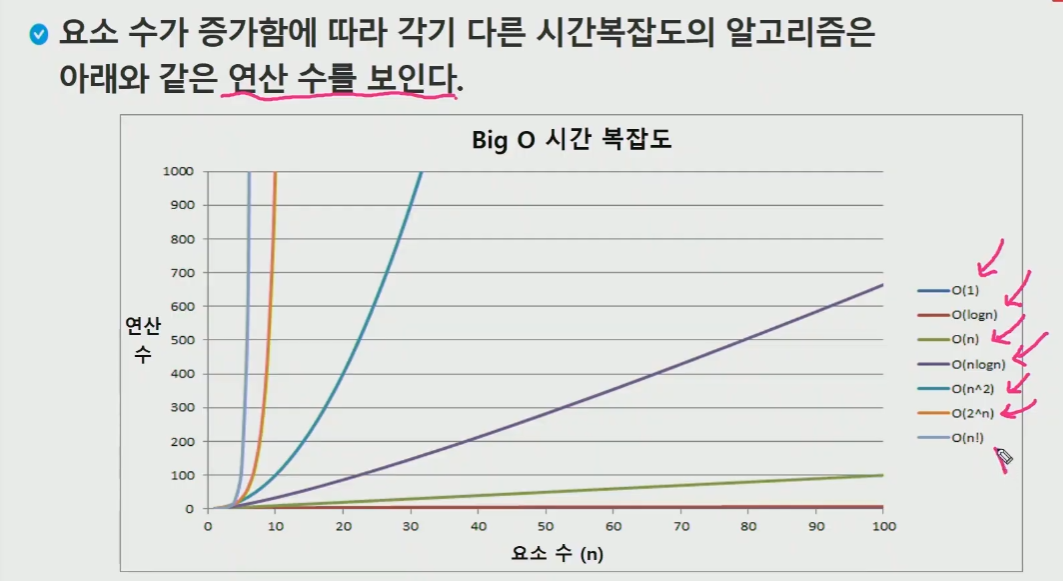 요소 수가 증가함에 따라 각기 다른 시간복잡도의 알고리즘은
아래와 같은 연산 수를 보인다.
Big O 시간 복잡도
1000
900
800
700
600
500
400
300
200
100
0
연산
수
0 10 20 30 40 50 60 70 80 90 100
요소 수 (n)
O(1)
O(logn)
O(n)
O(nlogn)
O(n^2)
O(2^n)
O(n!)